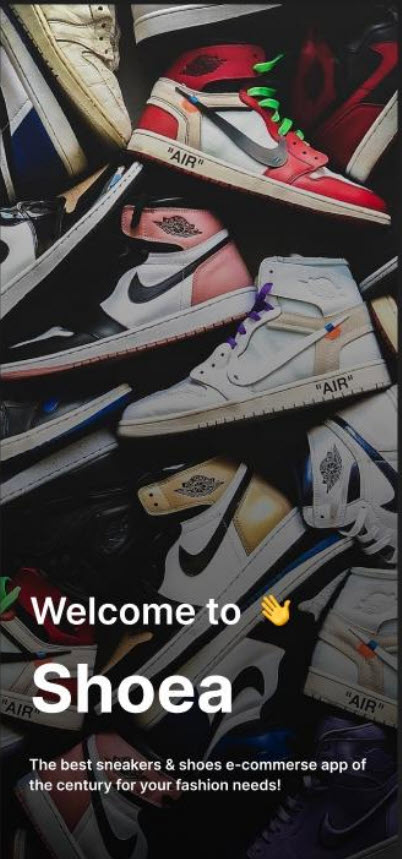 "AIR"
"AIR"
Welcome to 👋
Shoea
"AIR"
"AIR"
The best sneakers & shoes e-commerse app of
the century for your fashion needs!